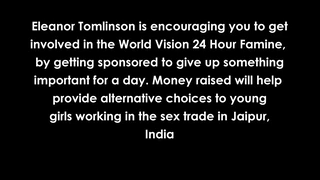 Eleanor Tomlinson is encouraging you to get
involved in the World Vision 24 Hour Famine,
by getting sponsored to give up something
important for a day. Money raised will help
provide alternative choices to young
girls working in the sex trade in Jaipur,
India